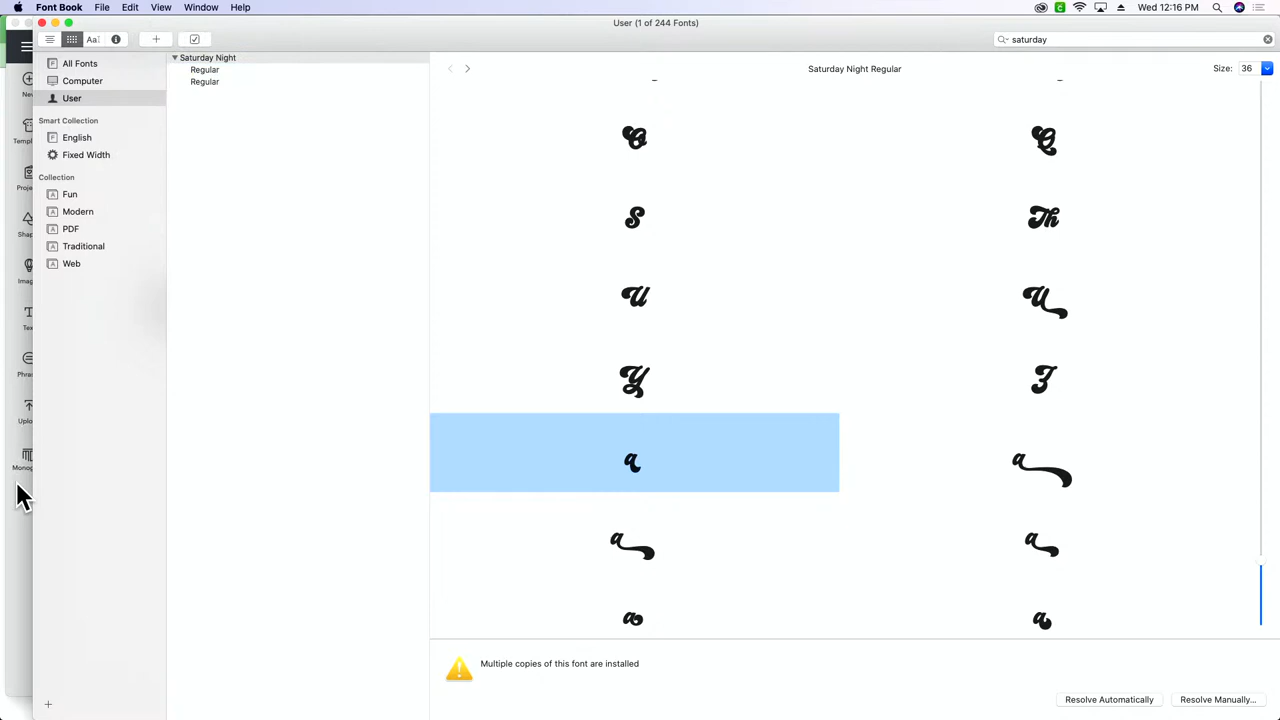 Font Book File Edit View Window Help Wed 12:16 PM
User (1 of 244 Fonts)
Aa
saturday
All Fonts
Computer
User
Smart Collection
English
Fixed Width
Collection
Fun
Modern
PDF
Traditional
Web
Saturday Night
Regular
Regular
Saturday Night Regular
Size: 36
O Q
S Th
U U
Y Z
a a
a a
a a
Multiple copies of this font are installed
Resolve Automatically Resolve Manually...